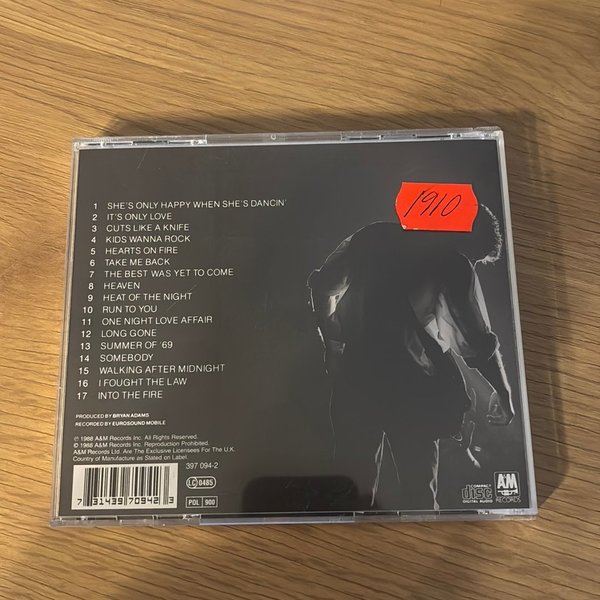 1910
1 SHE'S ONLY HAPPY WHEN SHE'S DANCIN'
2 IT'S ONLY LOVE
3 CUTS LIKE A KNIFE
4 KIDS WANNA ROCK
5 HEARTS ON FIRE
6 TAKE ME BACK
7 THE BEST WAS YET TO COME
8 HEAVEN
9 HEAT OF THE NIGHT
10 RUN TO YOU
11 ONE NIGHT LOVE AFFAIR
12 LONG GONE
13 SUMMER OF '69
14 SOMEBODY
15 WALKING AFTER MIDNIGHT
16 I FOUGHT THE LAW
17 INTO THE FIRE
PRODUCED BY BRYAN ADAMS
RECORDED BY EUROSOUND MOBILE
℗ 1988 A&M Records Inc. All Rights Reserved.
© 1988 A&M Records Inc. Reproduction Prohibited.
A&M Records Ltd. Are The Exclusive Licensees For The U.K.
Country of Manufacture as Stated on Label.
397 094-2
LC 0485
POL 900
7 31439 70942 3
COMPACT
disc
DIGITAL AUDIO
A&M
RECORDS